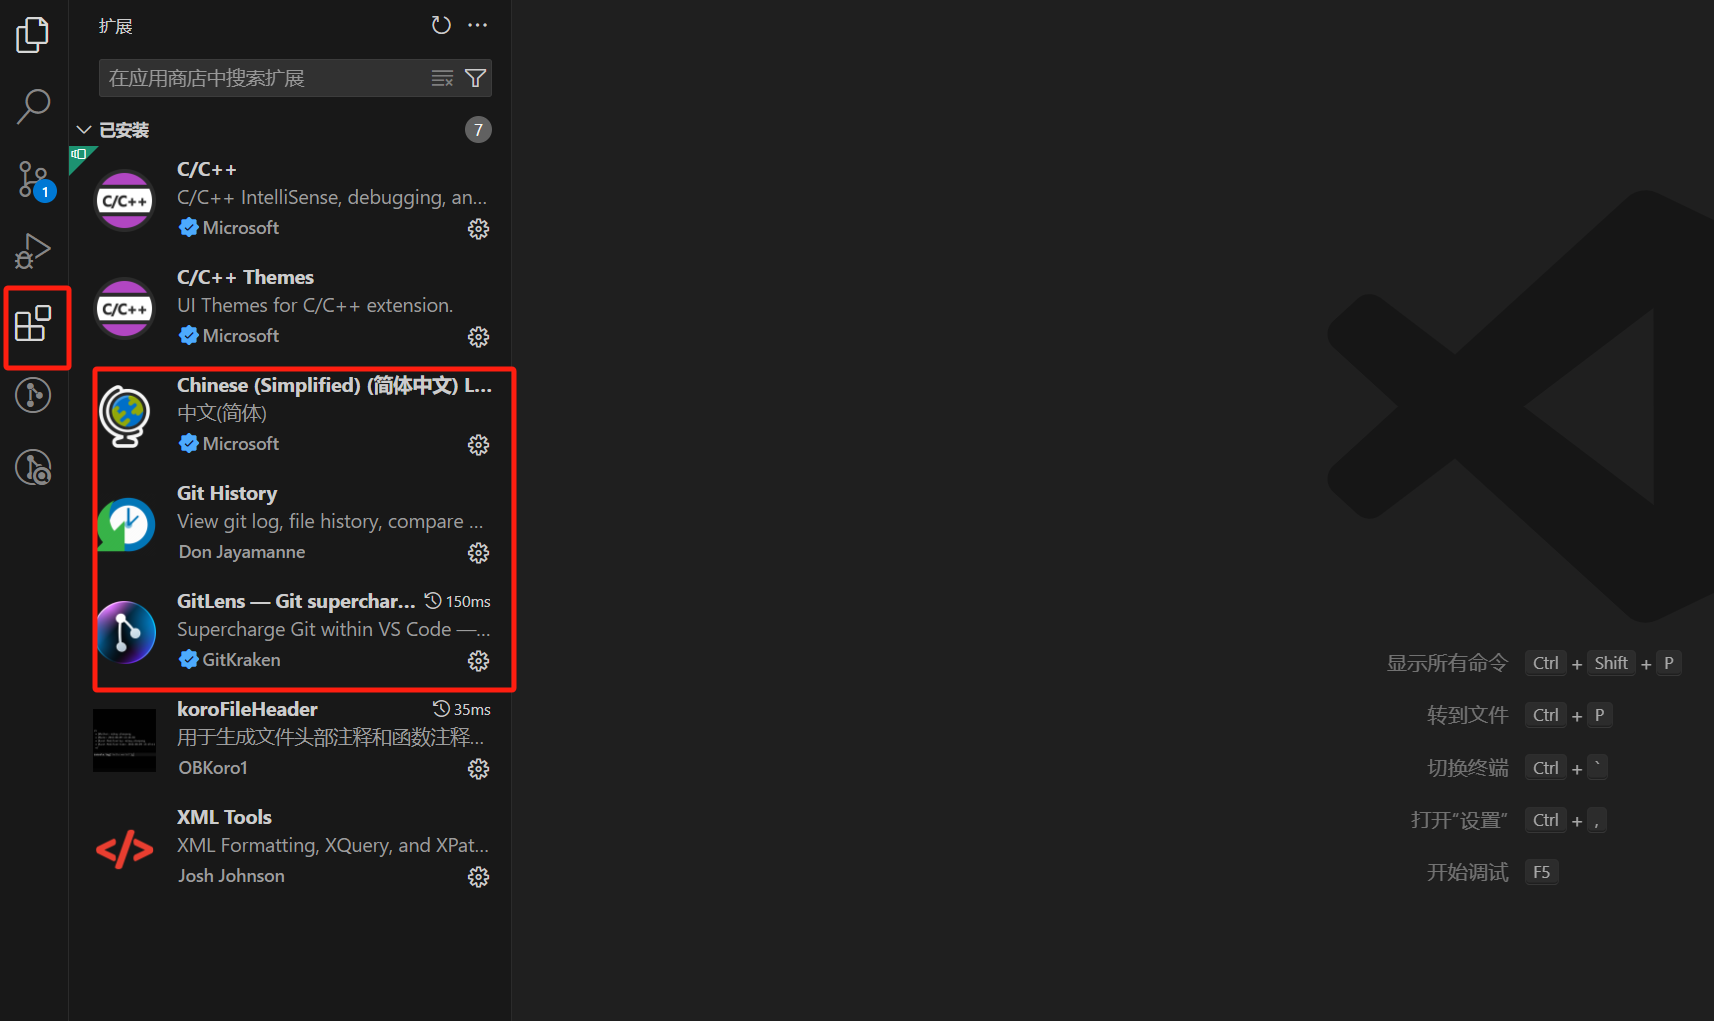 扩展
在应用商店中搜索扩展
已安装
7
C/C++
C/C++
C/C++ IntelliSense, debugging, an...
Microsoft
1
C/C++ Themes
C/C++
UI Themes for C/C++ extension.
Microsoft
Chinese (Simplified) (简体中文) L...
中文(简体)
Microsoft
Git History
View git log, file history, compare ...
Don Jayamanne
GitLens — Git superchar... 150ms
Supercharge Git within VS Code —...
GitKraken
koroFileHeader 35ms
用于生成文件头部注释和函数注释...
OBKoro1
XML Tools
XML Formatting, XQuery, and XPat...
Josh Johnson
显示所有命令 Ctrl + Shift + P
转到文件 Ctrl + P
切换终端 Ctrl + `
打开“设置” Ctrl + ,
开始调试 F5